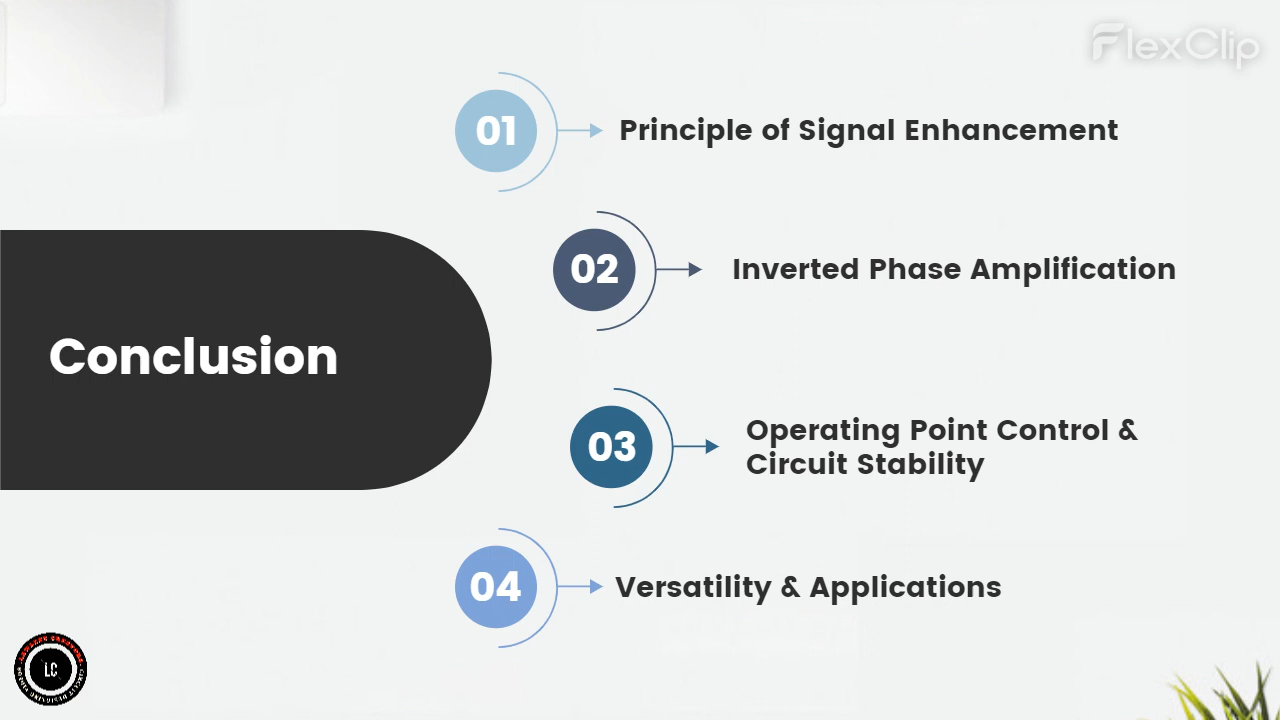 FlexClip
01
Principle of Signal Enhancement
02
Inverted Phase Amplification
Conclusion
03
Operating Point Control &
Circuit Stability
04
Versatility & Applications
LC